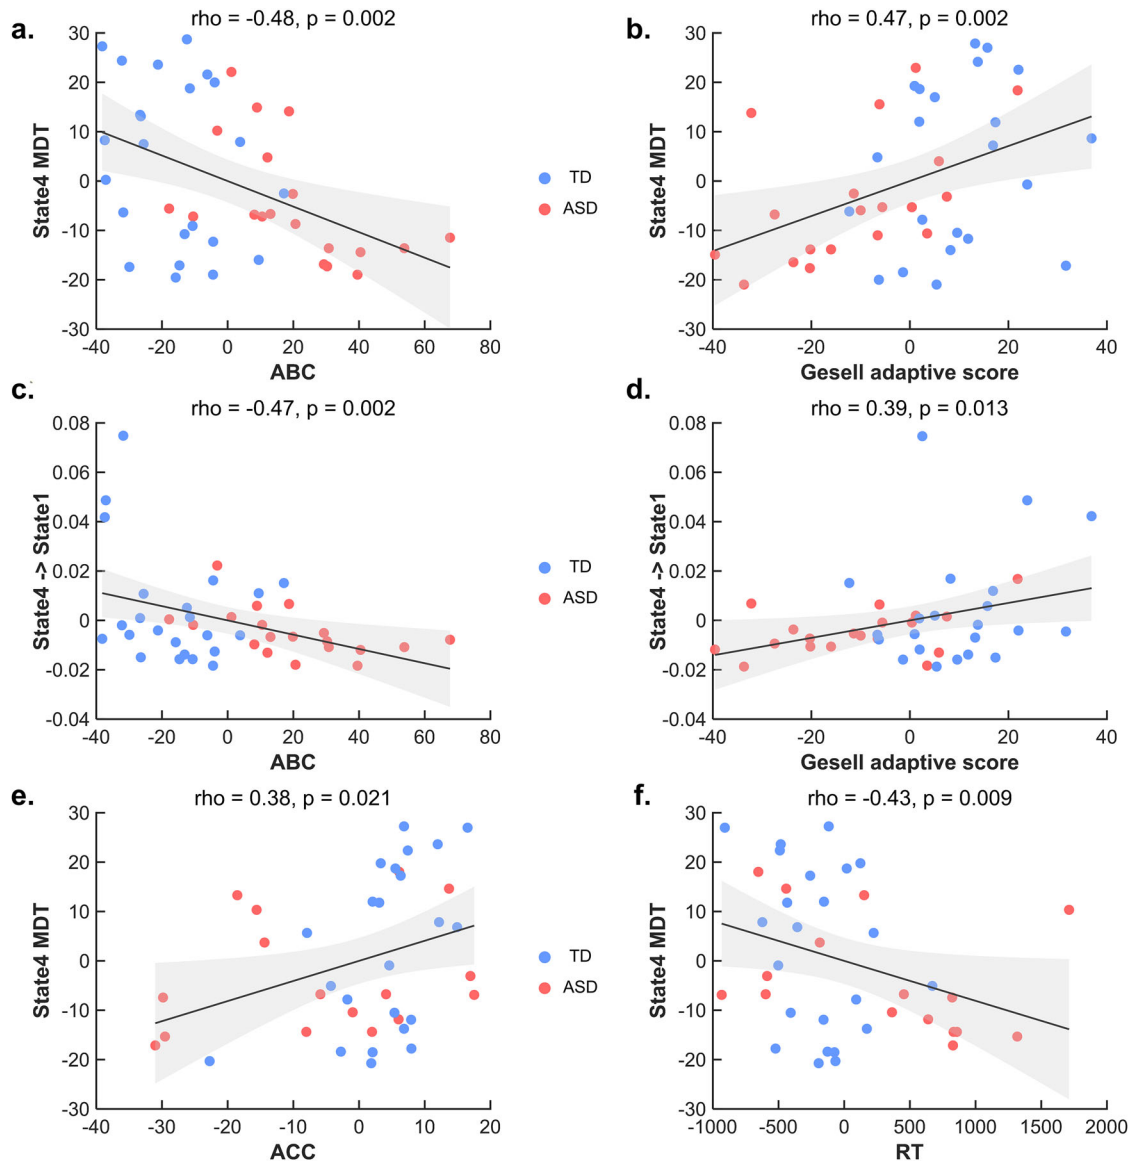 a.
rho = -0.48, p = 0.002
30
20
10
0
-10
-20
-30
State4 MDT
-40 -20 0 20 40 60 80
ABC
TD
ASD
b.
rho = 0.47, p = 0.002
30
20
10
0
-10
-20
-30
State4 MDT
-40 -20 0 20 40
Gesell adaptive score
c.
rho = -0.47, p = 0.002
0.08
0.06
0.04
0.02
0
-0.02
-0.04
State4 -> State1
-40 -20 0 20 40 60 80
ABC
TD
ASD
d.
rho = 0.39, p = 0.013
0.08
0.06
0.04
0.02
0
-0.02
-0.04
State4 -> State1
-40 -20 0 20 40
Gesell adaptive score
e.
rho = 0.38, p = 0.021
30
20
10
0
-10
-20
-30
State4 MDT
-40 -30 -20 -10 0 10 20
ACC
TD
ASD
f.
rho = -0.43, p = 0.009
30
20
10
0
-10
-20
-30
State4 MDT
-1000 -500 0 500 1000 1500 2000
RT